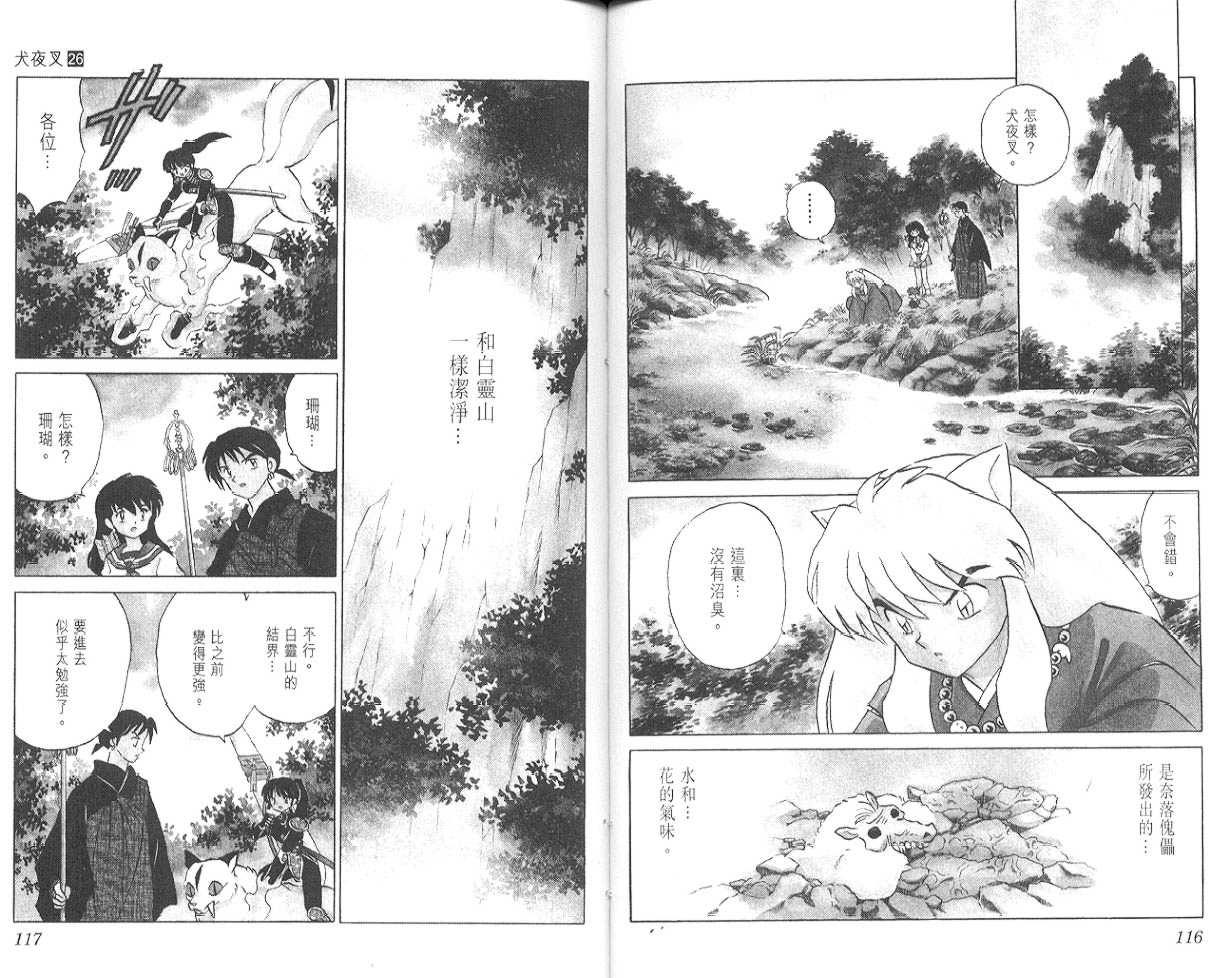 怎樣？
犬夜叉。
……
不會錯。
這裏…
沒有沼臭。
是奈落傀儡
所發出的…
水和…
花的氣味。
116
犬夜叉 26
和白靈山
一樣潔淨…
各位…
珊瑚…
怎樣？
珊瑚。
不行。
白靈山的
結界…
比之前
變得更強。
要進去
似乎太勉強了。
117